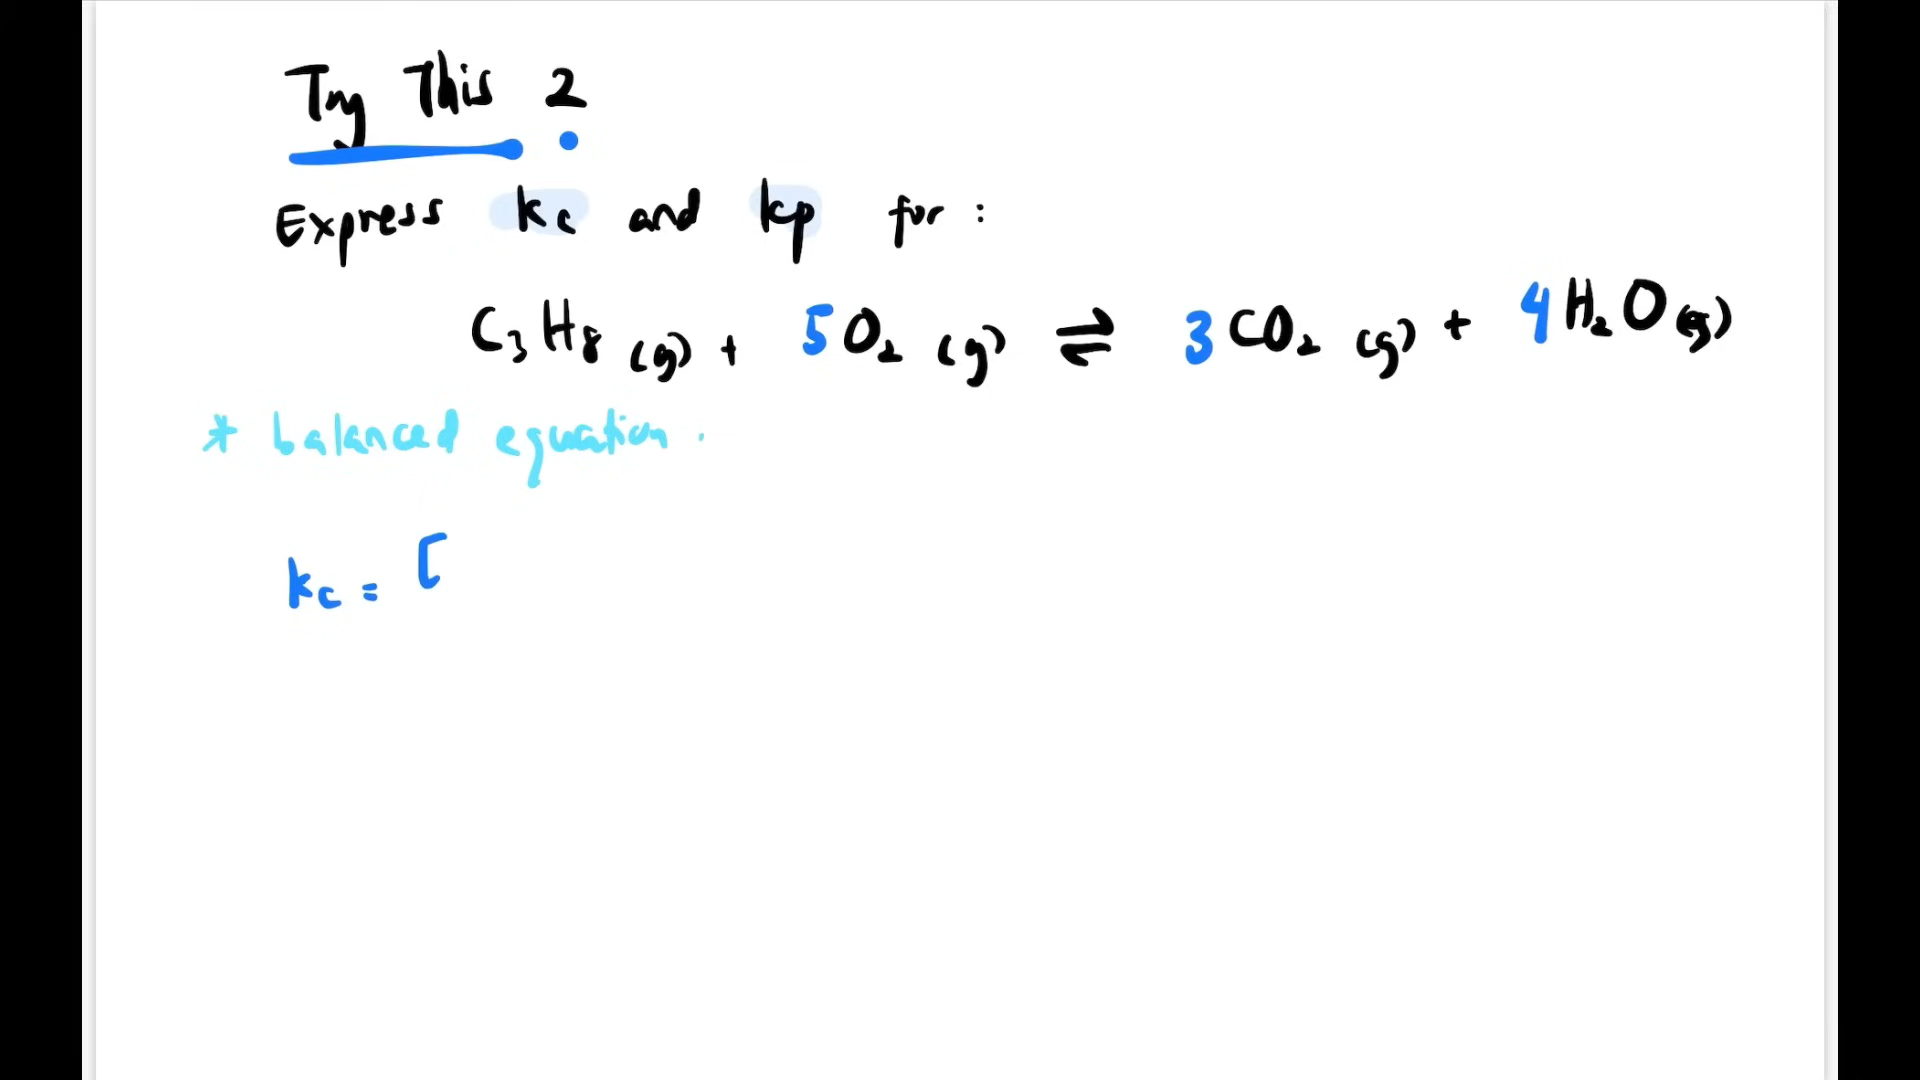 Try This 2
Express kc and kp for :
C₃H₈ (g) + 5O₂ (g) ⇌ 3CO₂ (g) + 4H₂O(g)
* balanced equation .
kc = [